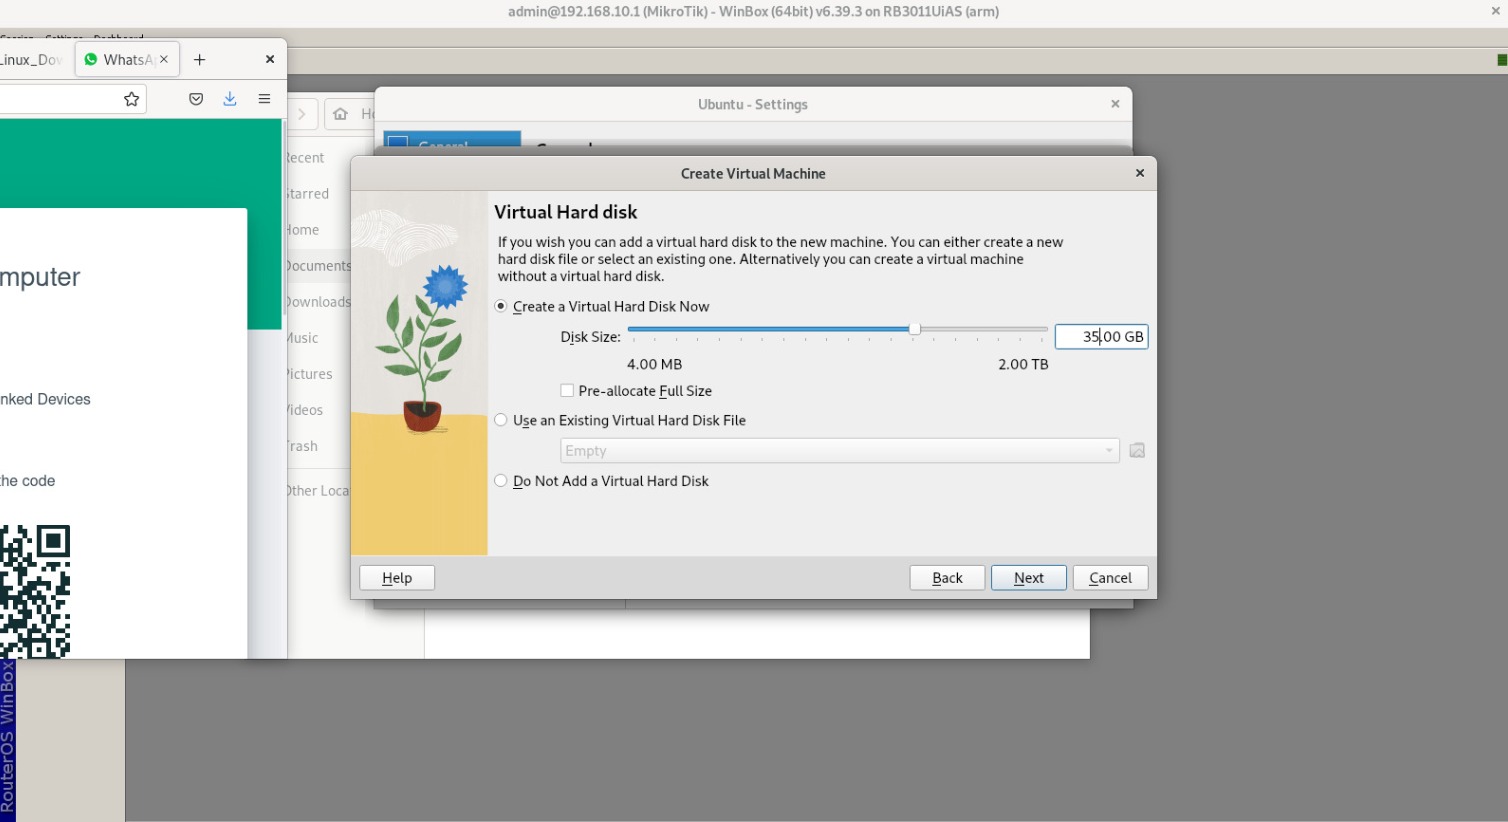 admin@192.168.10.1 (MikroTik) - WinBox (64bit) v6.39.3 on RB3011UiAS (arm)
Session Settings Dashboard
Linux_Dov
WhatsA
Ubuntu - Settings
General
Recent
Starred
Home
Documents
Downloads
Music
Pictures
Videos
Trash
Other Loca
mputer
nked Devices
the code
Create Virtual Machine
Virtual Hard disk
If you wish you can add a virtual hard disk to the new machine. You can either create a new
hard disk file or select an existing one. Alternatively you can create a virtual machine
without a virtual hard disk.
Create a Virtual Hard Disk Now
Disk Size:
35.00 GB
4.00 MB
2.00 TB
Pre-allocate Full Size
Use an Existing Virtual Hard Disk File
Empty
Do Not Add a Virtual Hard Disk
Help
Back
Next
Cancel
RouterOS WinBox